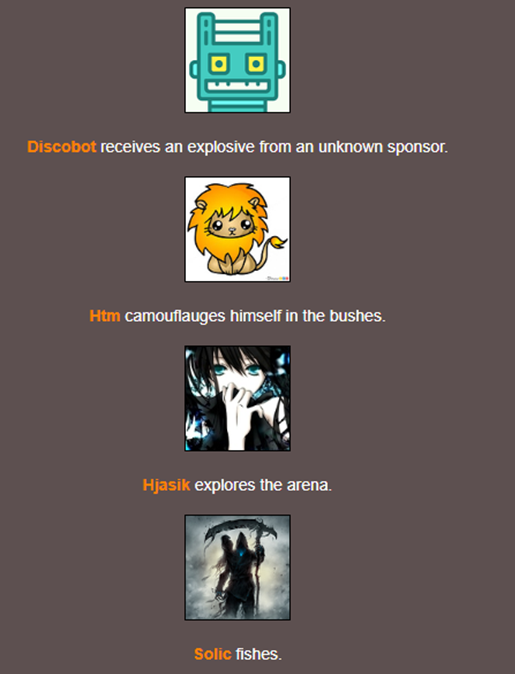 Discobot receives an explosive from an unknown sponsor.
Htm camouflauges himself in the bushes.
Hjasik explores the arena.
Solic fishes.